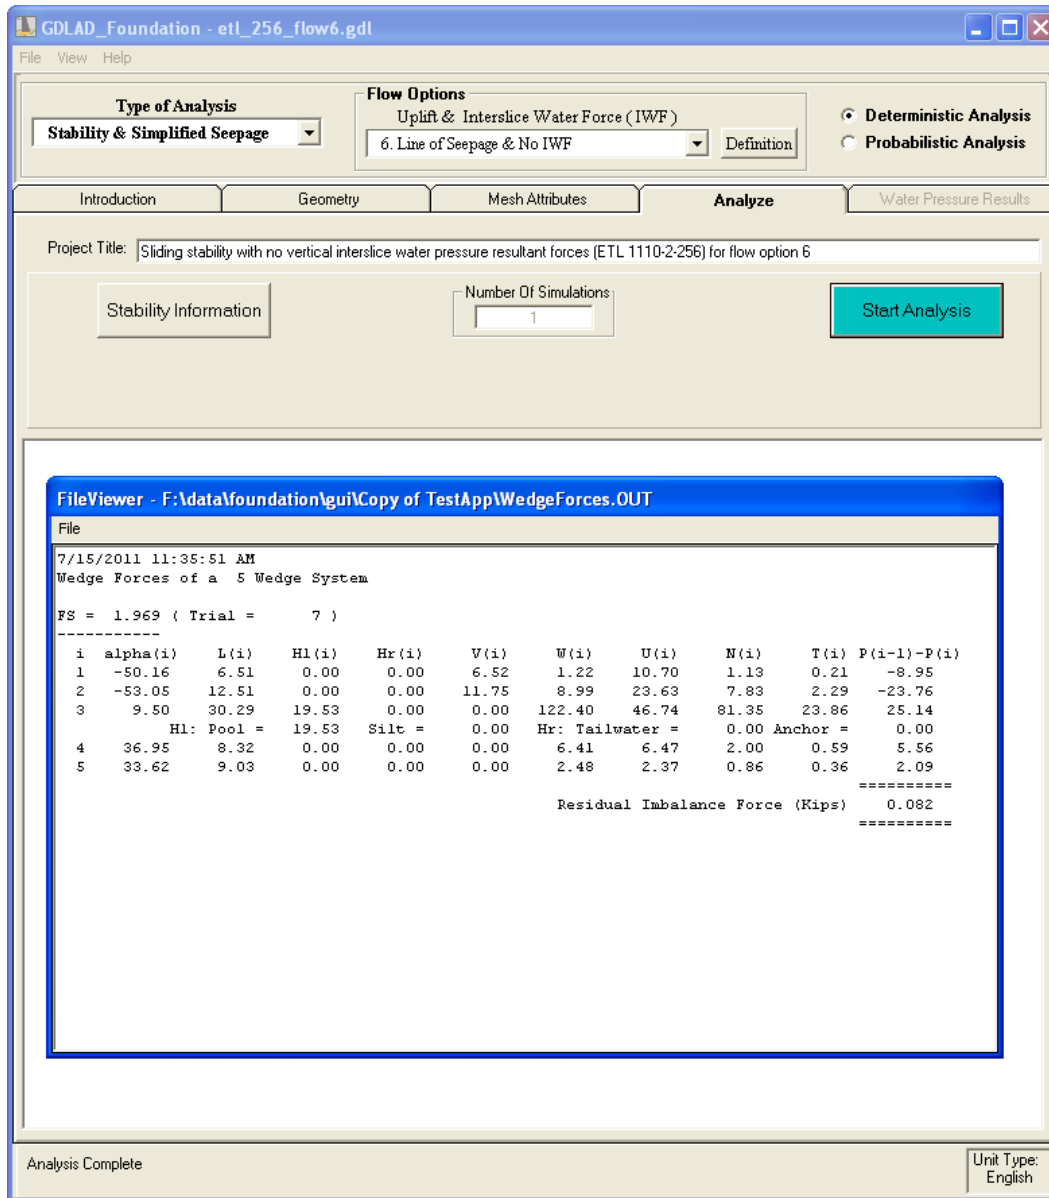 GDLAD_Foundation - etl_256_flow6.gdl
File View Help
Type of Analysis
Stability & Simplified Seepage
Flow Options
Uplift & Interslice Water Force ( IWF )
6. Line of Seepage & No IWF
Definition
Deterministic Analysis
Probabilistic Analysis
Introduction Geometry Mesh Attributes Analyze Water Pressure Results
Project Title: Sliding stability with no vertical interslice water pressure resultant forces (ETL 1110-2-256) for flow option 6
Stability Information
Number Of Simulations
1
Start Analysis
FileViewer - F:\data\foundation\gui\Copy of TestApp\WedgeForces.OUT
File
7/15/2011 11:35:51 AM
Wedge Forces of a 5 Wedge System
FS = 1.969 ( Trial = 7 )
-----------
i alpha(i) L(i) Hl(i) Hr(i) V(i) W(i) U(i) N(i) T(i) P(i-1)-P(i)
1 -50.16 6.51 0.00 0.00 6.52 1.22 10.70 1.13 0.21 -8.95
2 -53.05 12.51 0.00 0.00 11.75 8.99 23.63 7.83 2.29 -23.76
3 9.50 30.29 19.53 0.00 0.00 122.40 46.74 81.35 23.86 25.14
Hl: Pool = 19.53 Silt = 0.00 Hr: Tailwater = 0.00 Anchor = 0.00
4 36.95 8.32 0.00 0.00 0.00 6.41 6.47 2.00 0.59 5.56
5 33.62 9.03 0.00 0.00 0.00 2.48 2.37 0.86 0.36 2.09
==========
Residual Imbalance Force (Kips) 0.082
==========
Analysis Complete
Unit Type:
English